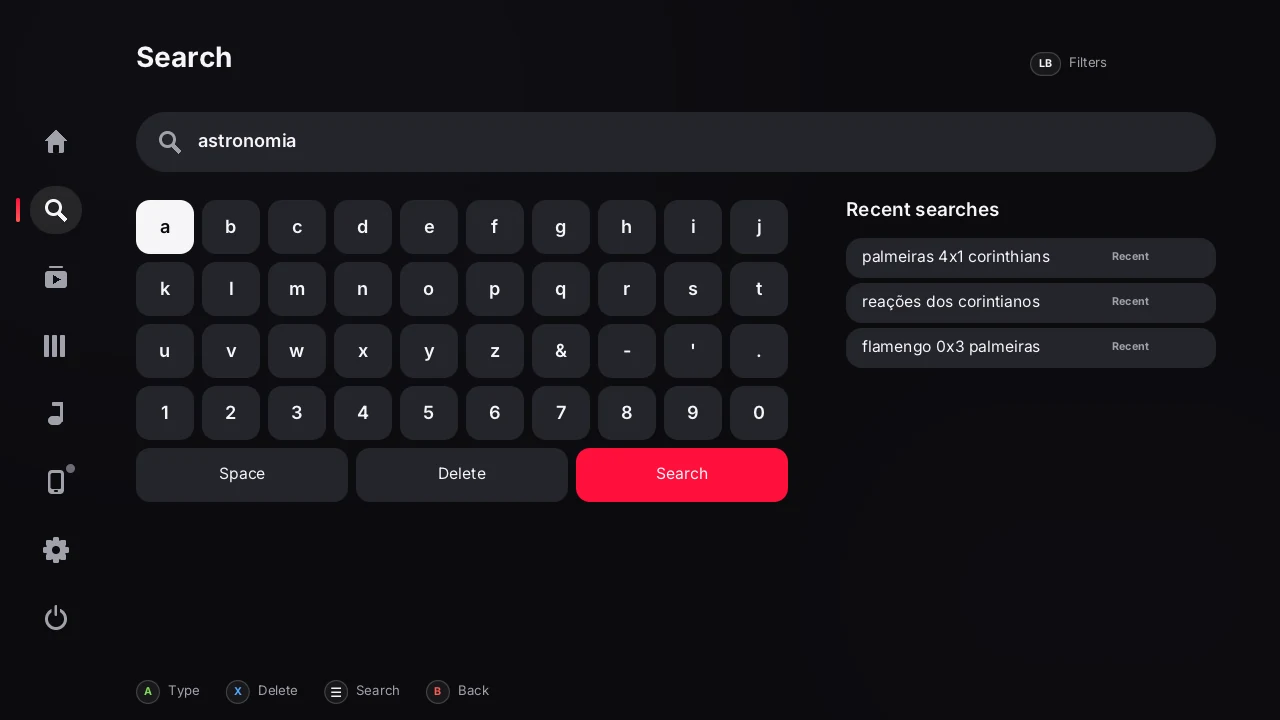 Search
LB Filters
astronomia
a b c d e f g h i j
k l m n o p q r s t
u v w x y z & - ' .
1 2 3 4 5 6 7 8 9 0
Space Delete Search
Recent searches
palmeiras 4x1 corinthians Recent
reações dos corintianos Recent
flamengo 0x3 palmeiras Recent
A Type X Delete ☰ Search B Back